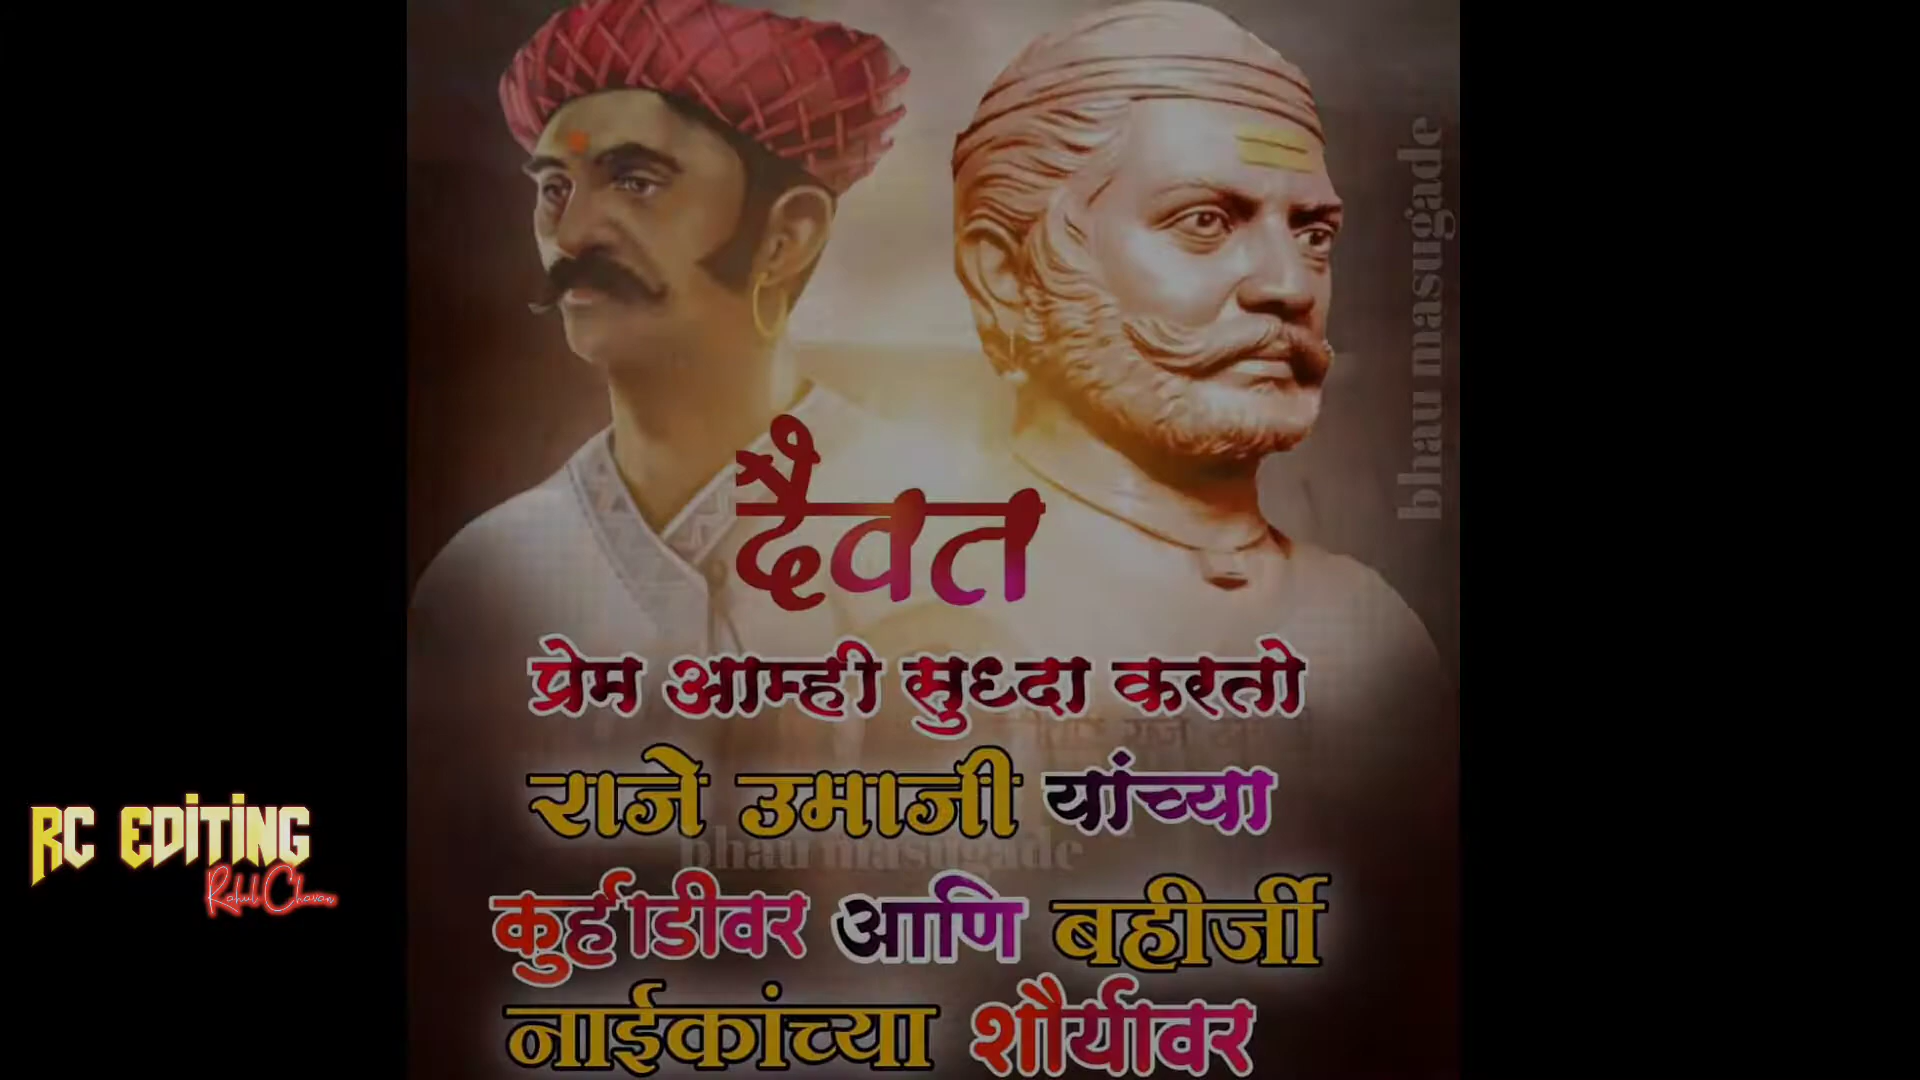 bhau masugade
दैवत
प्रेम आम्ही सुध्दा करतो
राजे उमाजी यांच्या
bhau masugade
RC EDITING
Rahul Chavan
कुर्हाडीवर आणि बहीर्जी
नाईकांच्या शौर्यावर